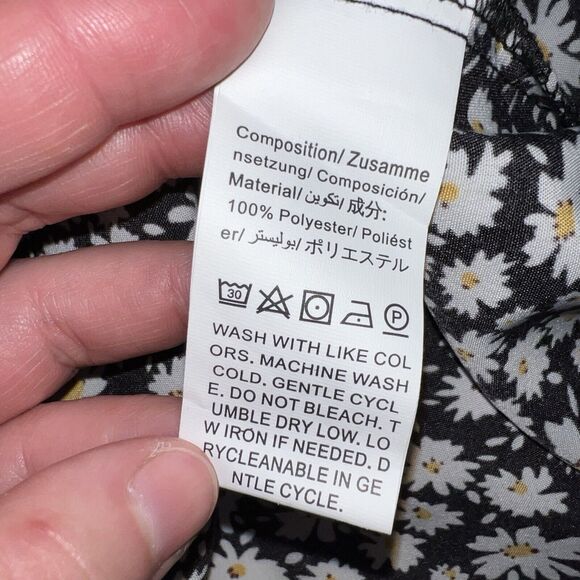 Composition/ Zusamme
nsetzung/ Composición/
Material/ تكوين/ 成分:
100% Polyester/ Poliést
er/ بوليستر/ ポリエステル
30 P
WASH WITH LIKE COL
ORS. MACHINE WASH
COLD. GENTLE CYCL
E. DO NOT BLEACH. T
UMBLE DRY LOW. LO
W IRON IF NEEDED. D
RYCLEANABLE IN GE
NTLE CYCLE.